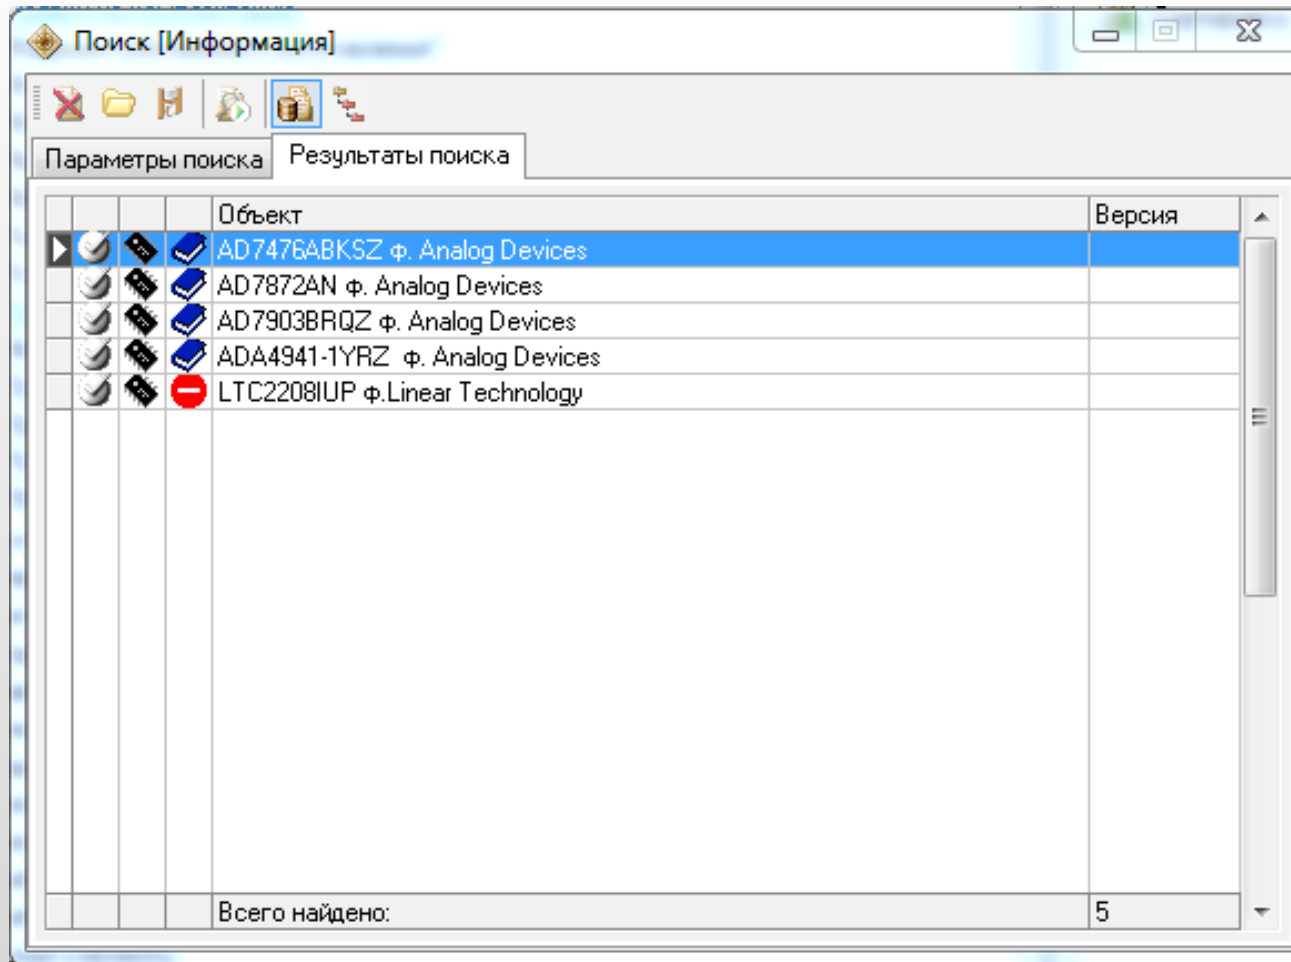 Поиск [Информация]
Параметры поиска Результаты поиска
Объект Версия
AD7476ABKSZ ф. Analog Devices
AD7872AN ф. Analog Devices
AD7903BRQZ ф. Analog Devices
ADA4941-1YRZ ф. Analog Devices
LTC2208IUP ф.Linear Technology
Всего найдено: 5